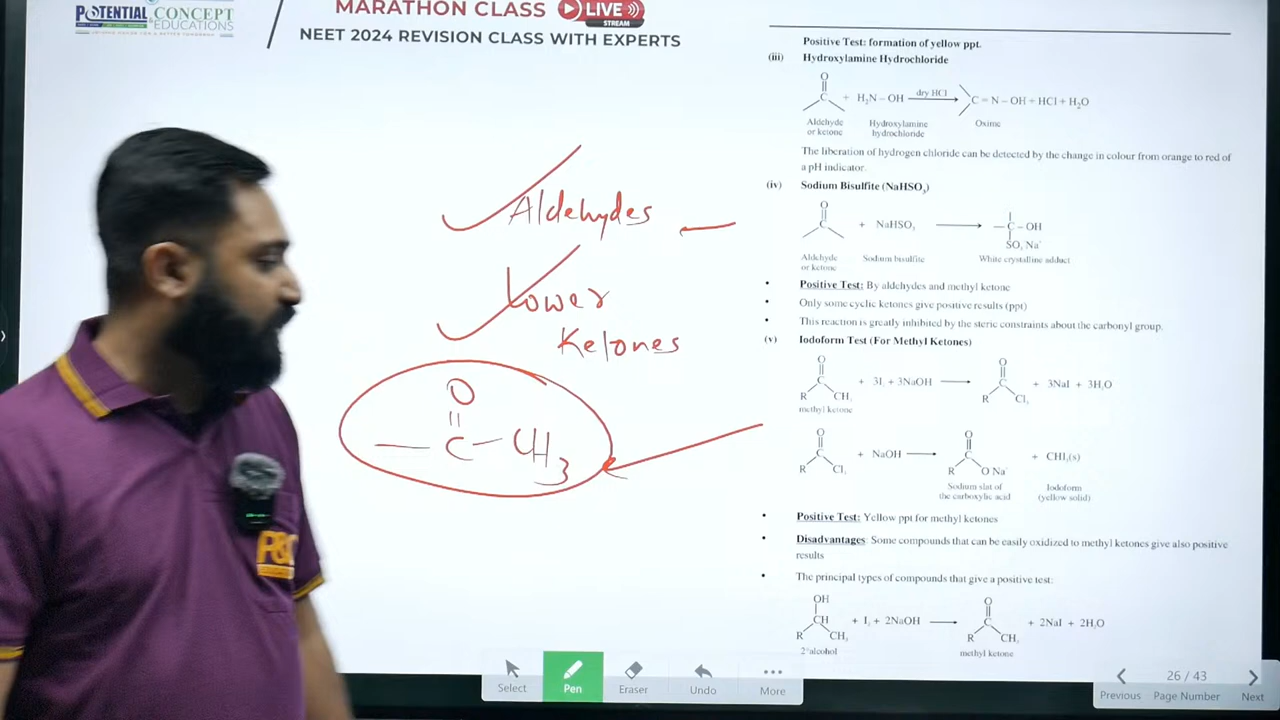 POTENTIAL CONCEPT
EDUCATIONS
MARATHON CLASS LIVE
STREAM
NEET 2024 REVISION CLASS WITH EXPERTS
Aldehydes
Lower
Ketones
O
C - CH3
Positive Test: formation of yellow ppt.
(iii) Hydroxylamine Hydrochloride
O
+ H₂N – OH dry HCl C = N – OH + HCl + H₂O
Aldehyde Hydroxylamine Oxime
or ketone hydrochloride
The liberation of hydrogen chloride can be detected by the change in colour from orange to red of
a pH indicator.
(iv) Sodium Bisulfite (NaHSO₃)
O
C + NaHSO₃ – C – OH
SO₃ Na⁺
Aldehyde Sodium bisulfite White crystalline adduct
or ketone
• Positive Test: By aldehydes and methyl ketone
• Only some cyclic ketones give positive results (ppt)
• This reaction is greatly inhibited by the steric constraints about the carbonyl group.
(v) Iodoform Test (For Methyl Ketones)
O O
C + 3I₂ + 3NaOH C + 3NaI + 3H₂O
R CH₃ R CI₃
methyl ketone
O O
C + NaOH C + CHI₃(s)
R CI₃ R O Na
Sodium slat of Iodoform
the carboxylic acid (yellow solid)
• Positive Test: Yellow ppt for methyl ketones
• Disadvantages: Some compounds that can be easily oxidized to methyl ketones give also positive
results
• The principal types of compounds that give a positive test:
OH O
CH + I₂ + 2NaOH C + 2NaI + 2H₂O
R CH₃ R CH₃
2°alcohol methyl ketone
Select Pen Eraser Undo More
26 / 43
Previous Page Number Next